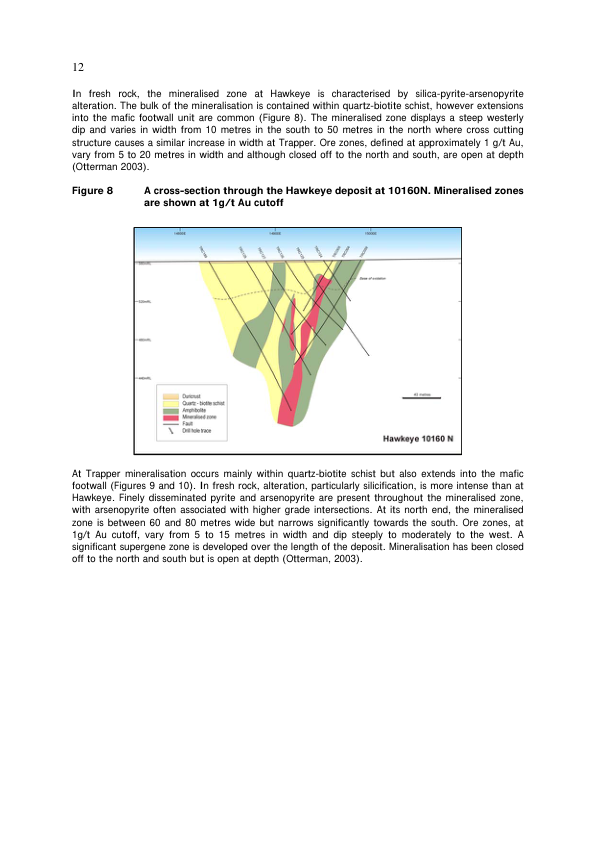 12
In fresh rock, the mineralised zone at Hawkeye is characterised by silica-pyrite-arsenopyrite
alteration. The bulk of the mineralisation is contained within quartz-biotite schist, however extensions
into the mafic footwall unit are common (Figure 8). The mineralised zone displays a steep westerly
dip and varies in width from 10 metres in the south to 50 metres in the north where cross cutting
structure causes a similar increase in width at Trapper. Ore zones, defined at approximately 1 g/t Au,
vary from 5 to 20 metres in width and although closed off to the north and south, are open at depth
(Otterman 2003).
Figure 8 A cross-section through the Hawkeye deposit at 10160N. Mineralised zones
are shown at 1g/t Au cutoff
Base of oxidation
40 metres
Duricrust
Quartz - biotite schist
Amphibolite
Mineralised zone
Fault
Drill hole trace
Hawkeye 10160 N
At Trapper mineralisation occurs mainly within quartz-biotite schist but also extends into the mafic
footwall (Figures 9 and 10). In fresh rock, alteration, particularly silicification, is more intense than at
Hawkeye. Finely disseminated pyrite and arsenopyrite are present throughout the mineralised zone,
with arsenopyrite often associated with higher grade intersections. At its north end, the mineralised
zone is between 60 and 80 metres wide but narrows significantly towards the south. Ore zones, at
1g/t Au cutoff, vary from 5 to 15 metres in width and dip steeply to moderately to the west. A
significant supergene zone is developed over the length of the deposit. Mineralisation has been closed
off to the north and south but is open at depth (Otterman, 2003).